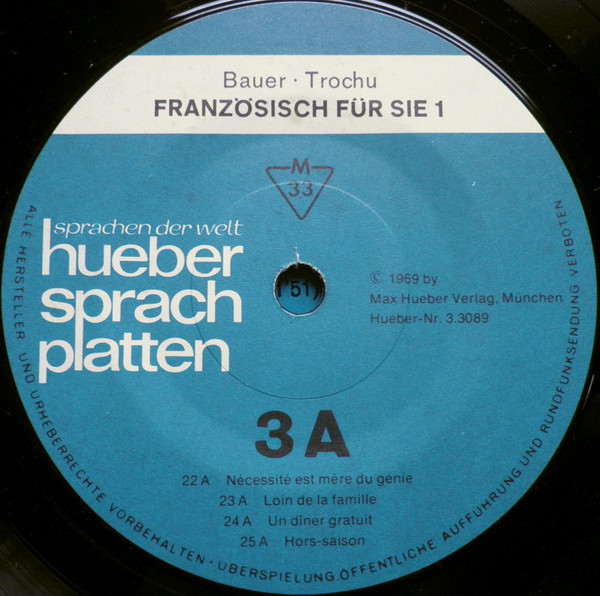 Bauer · Trochu
FRANZÖSISCH FÜR SIE 1
M
33
sprachen der welt
hueber
sprach
platten
'51)
© 1969 by
Max Hueber Verlag, München
Hueber-Nr. 3.3089
3 A
22 A Nécessité est mère du génie
23 A Loin de la famille
24 A Un dîner gratuit
25 A Hors-saison
ALLE HERSTELLER- UND URHEBERRECHTE VORBEHALTEN · ÜBERSPIELUNG, ÖFFENTLICHE AUFFÜHRUNG UND RUNDFUNKSENDUNG VERBOTEN